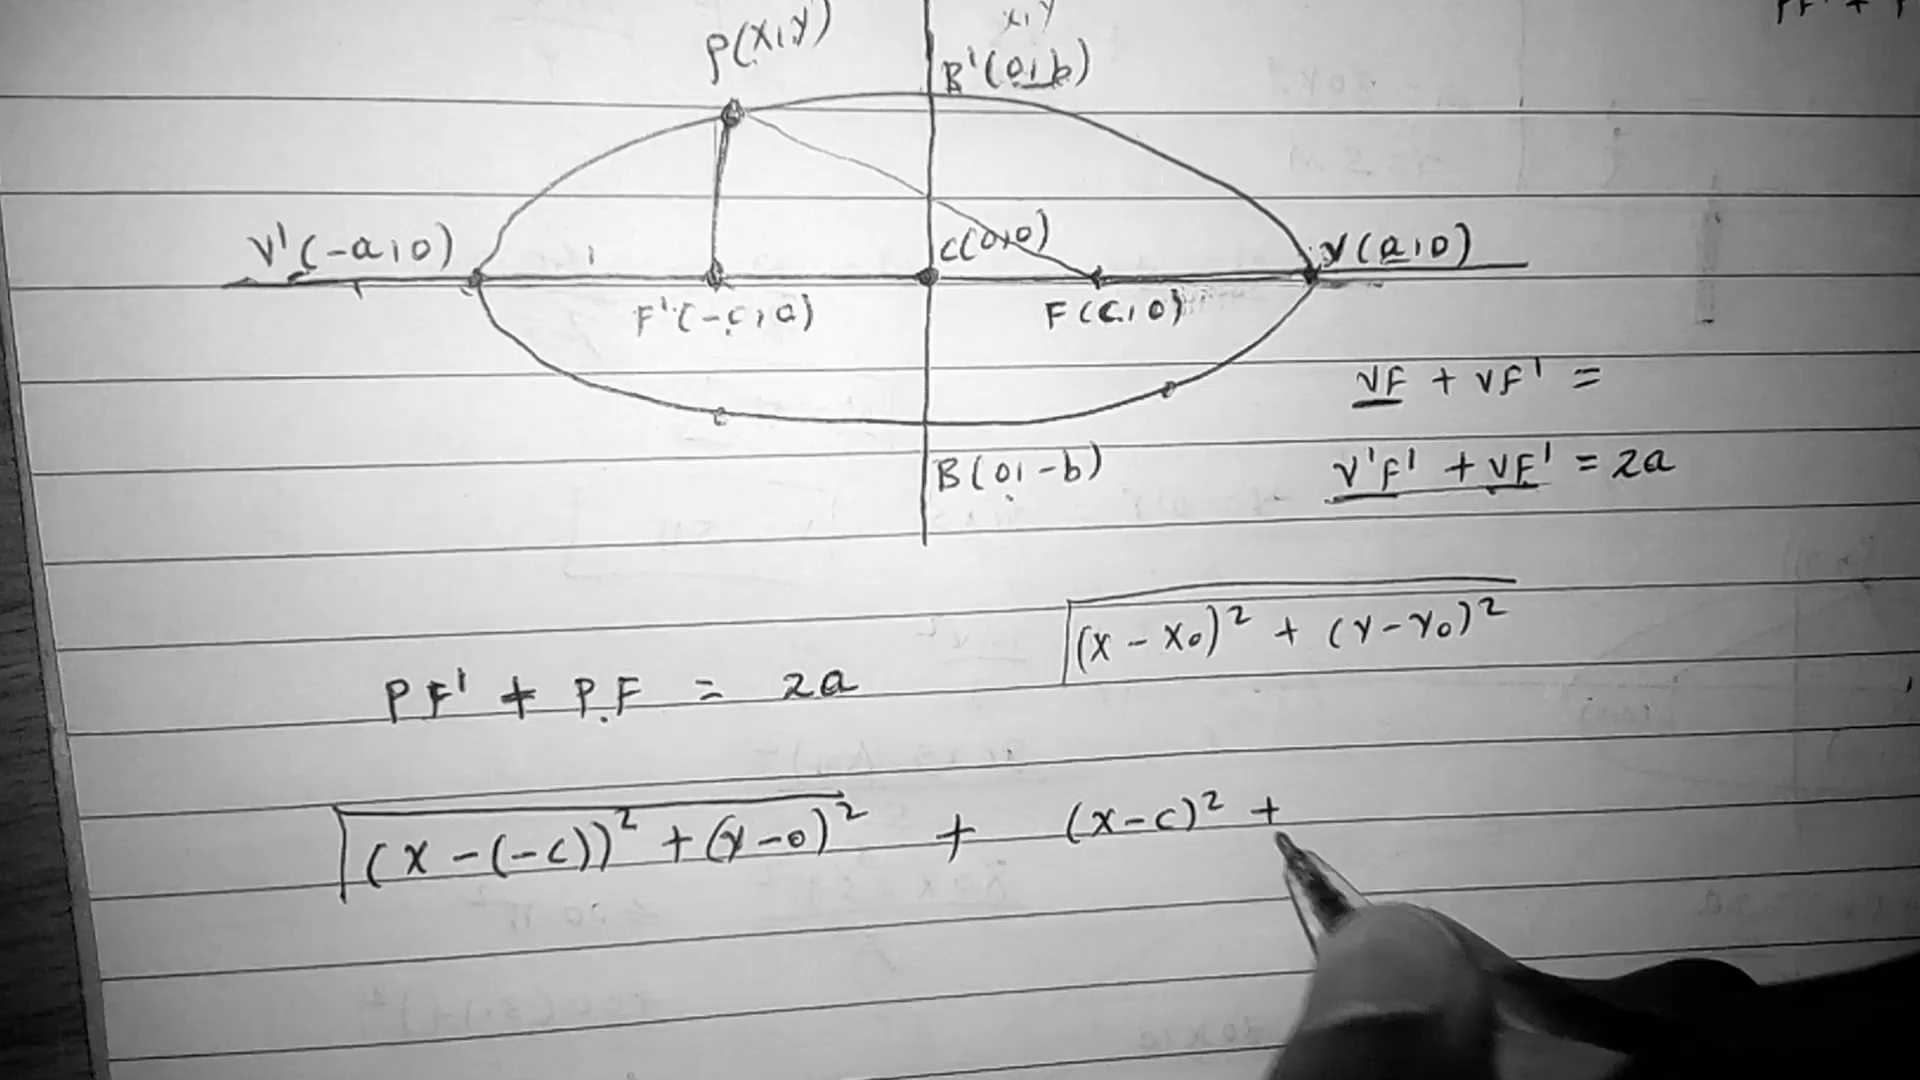 P(x,y)
x,y
PF' +
B'(0,b)
V'(-a,0)
C(0,0)
V(a,0)
F'(-c,0)
F(c,0)
VF + VF' =
B(0,-b)
V'F' + VF' = 2a
√(x - x₀)² + (y - y₀)²
PF' + PF = 2a
√(x - (-c))² + (y - 0)² + (x - c)² +